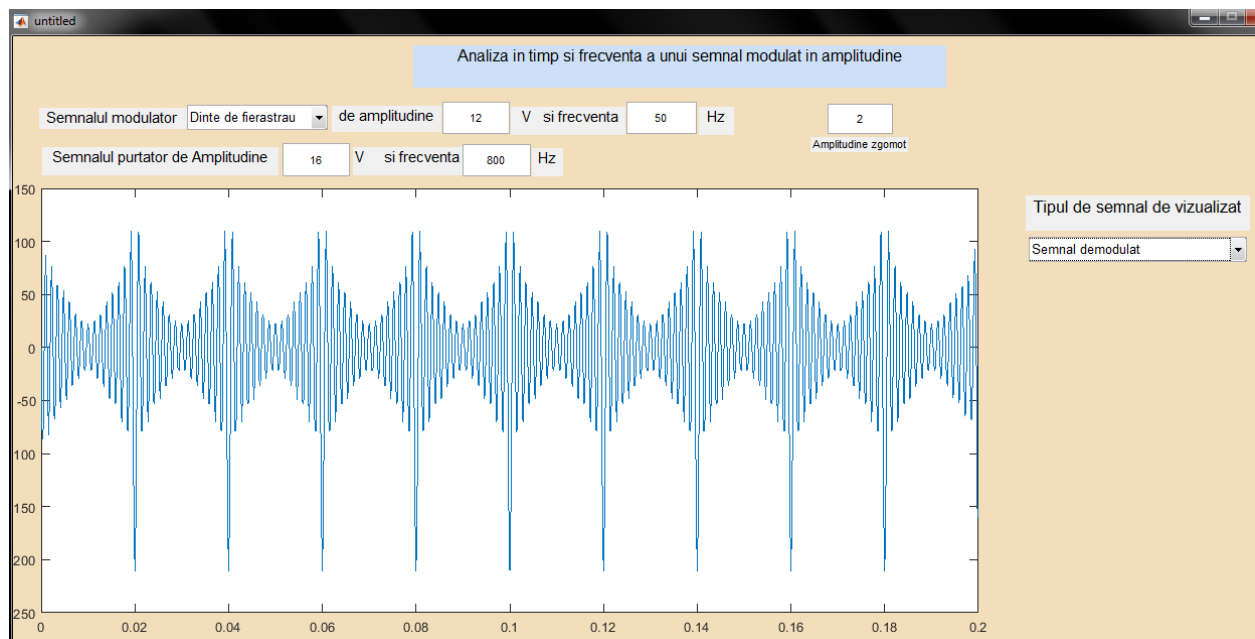 untitled
Analiza in timp si frecventa a unui semnal modulat in amplitudine
Semnalul modulator Dinte de fierastrau de amplitudine 12 V si frecventa 50 Hz 2
Amplitudine zgomot
Semnalul purtator de Amplitudine 16 V si frecventa 800 Hz
150
Tipul de semnal de vizualizat
100
Semnal demodulat
50
0
-50
-100
150
200
250
0 0.02 0.04 0.06 0.08 0.1 0.12 0.14 0.16 0.18 0.2